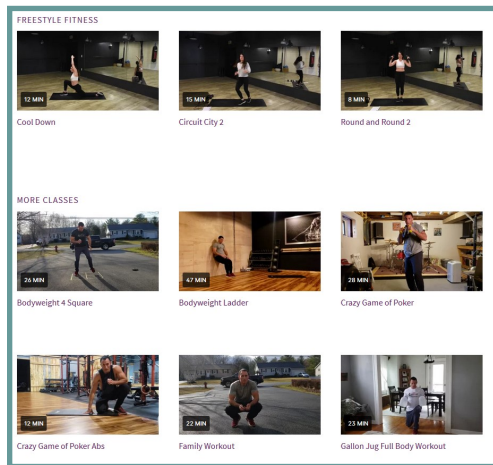 FREESTYLE FITNESS
12 MIN
15 MIN
8 MIN
Cool Down
Circuit City 2
Round and Round 2
MORE CLASSES
26 MIN
47 MIN
28 MIN
Bodyweight 4 Square
Bodyweight Ladder
Crazy Game of Poker
12 MIN
22 MIN
23 MIN
Crazy Game of Poker Abs
Family Workout
Gallon Jug Full Body Workout